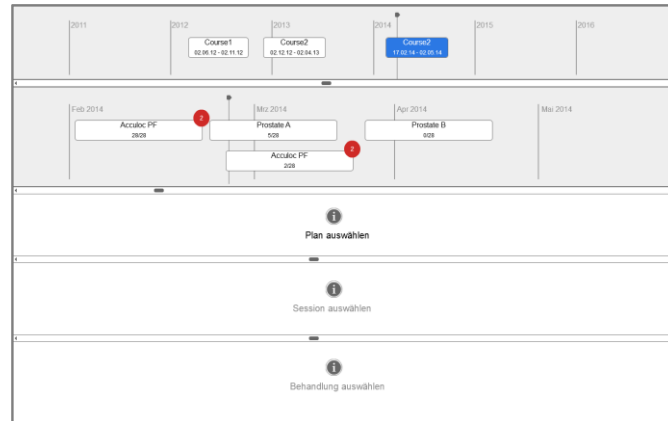 2011 2012 2013 2014 2015 2016
Course1 Course2 Course2
02.06.12 - 02.11.12 02.12.12 - 02.04.13 17.02.14 - 02.05.14
Feb 2014 Mrz 2014 Apr 2014 Mai 2014
2
Acculoc PF Prostate A Prostate B
28/28 5/28 0/28
2
Acculoc PF
2/28
i
Plan auswählen
i
Session auswählen
i
Behandlung auswählen